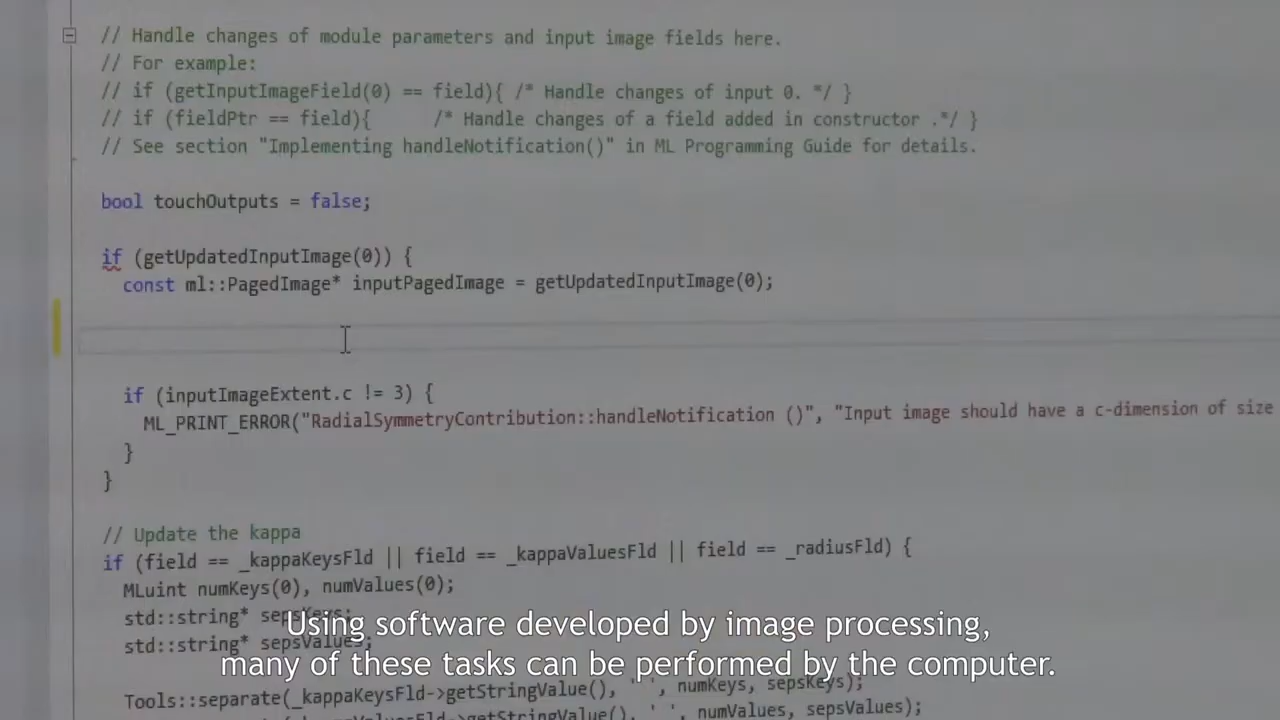 // Handle changes of module parameters and input image fields here.
// For example:
// if (getInputImageField(0) == field){ /* Handle changes of input 0. */ }
// if (fieldPtr == field){ /* Handle changes of a field added in constructor .*/ }
// See section "Implementing handleNotification()" in ML Programming Guide for details.
bool touchOutputs = false;
if (getUpdatedInputImage(0)) {
const ml::PagedImage* inputPagedImage = getUpdatedInputImage(0);
if (inputImageExtent.c != 3) {
ML_PRINT_ERROR("RadialSymmetryContribution::handleNotification ()", "Input image should have a c-dimension of size
}
}
// Update the kappa
if (field == _kappaKeysFld || field == _kappaValuesFld || field == _radiusFld) {
MLuint numKeys(0), numValues(0);
std::string* sepsKeys;
std::string* sepsValues;
Using software developed by image processing,
many of these tasks can be performed by the computer.
Tools::separate(_kappaKeysFld->getStringValue(), ' ', numKeys, sepsKeys);
getStringValue(), ' ', numValues, sepsValues);